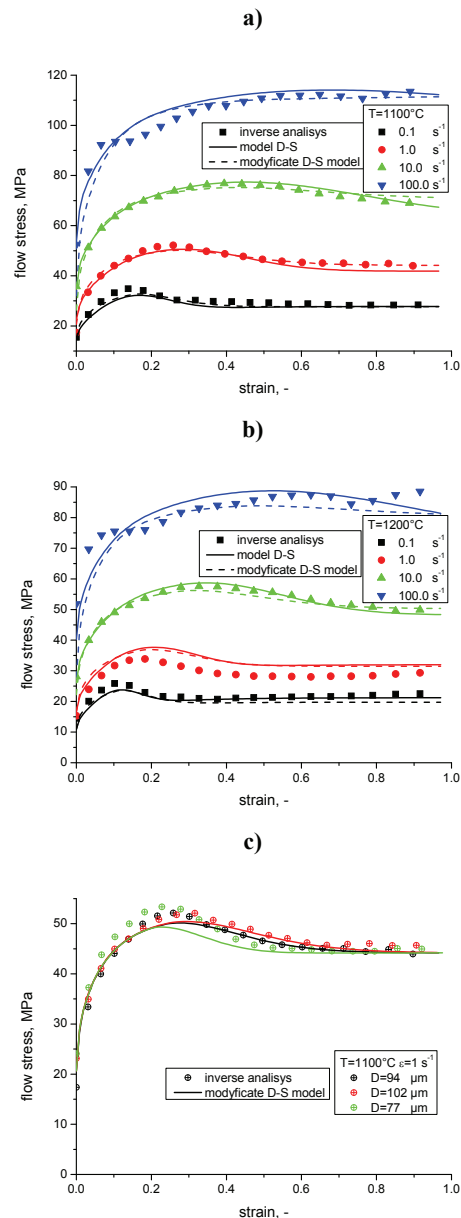 a)
120
100
80
60
40
20
flow stress, MPa
T=1100°C
0.1 s⁻¹
1.0 s⁻¹
10.0 s⁻¹
100.0 s⁻¹
inverse analisys
model D-S
modyficate D-S model
0.0 0.2 0.4 0.6 0.8 1.0
strain, -
b)
90
80
70
60
50
40
30
20
10
0
flow stress, MPa
T=1200°C
0.1 s⁻¹
1.0 s⁻¹
10.0 s⁻¹
100.0 s⁻¹
inverse analisys
model D-S
modyficate D-S model
0.0 0.2 0.4 0.6 0.8 1.0
strain, -
c)
50
40
30
20
10
0
flow stress, MPa
T=1100°C ε=1 s⁻¹
D=94 µm
D=102 µm
D=77 µm
inverse analisys
modyficate D-S model
0.0 0.2 0.4 0.6 0.8 1.0
strain, -